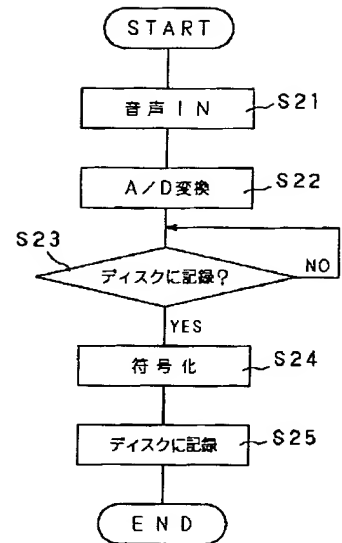 START
音声IN
S21
A/D変換
S22
S23
ディスクに記録?
NO
YES
符号化
S24
ディスクに記録
S25
END